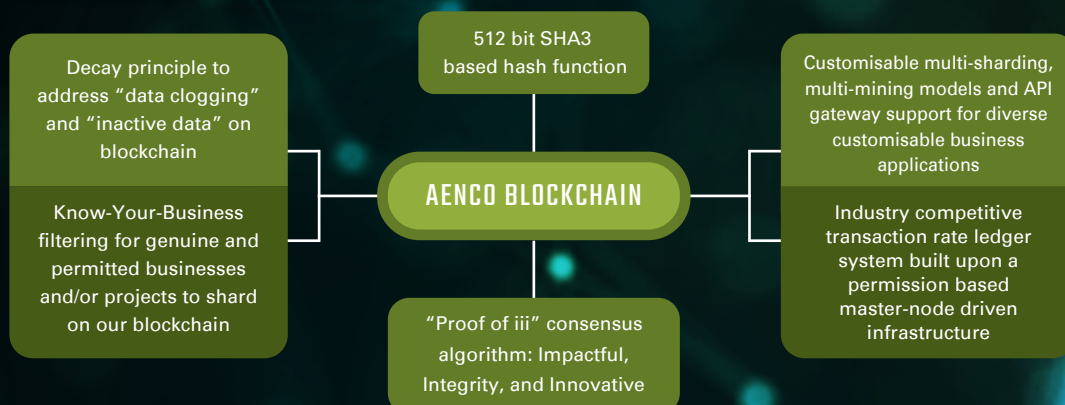 Decay principle to
address “data clogging”
and “inactive data” on
blockchain
Know-Your-Business
filtering for genuine and
permitted businesses
and/or projects to shard
on our blockchain
512 bit SHA3
based hash function
AENCO BLOCKCHAIN
“Proof of iii” consensus
algorithm: Impactful,
Integrity, and Innovative
Customisable multi-sharding,
multi-mining models and API
gateway support for diverse
customisable business
applications
Industry competitive
transaction rate ledger
system built upon a
permission based
master-node driven
infrastructure